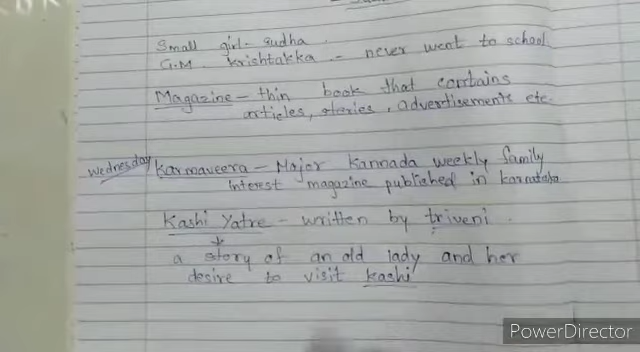 Small girl - sudha.
G.M. krishtakka - never went to school.
Magazine - thin book that contains
articles, stories, advertisements etc.
Wednesday Karmaveera - Major Kannada weekly family
interest magazine published in karnataka
Kashi Yatre - written by triveni.
a story of an old lady and her
desire to visit kashi
PowerDirector